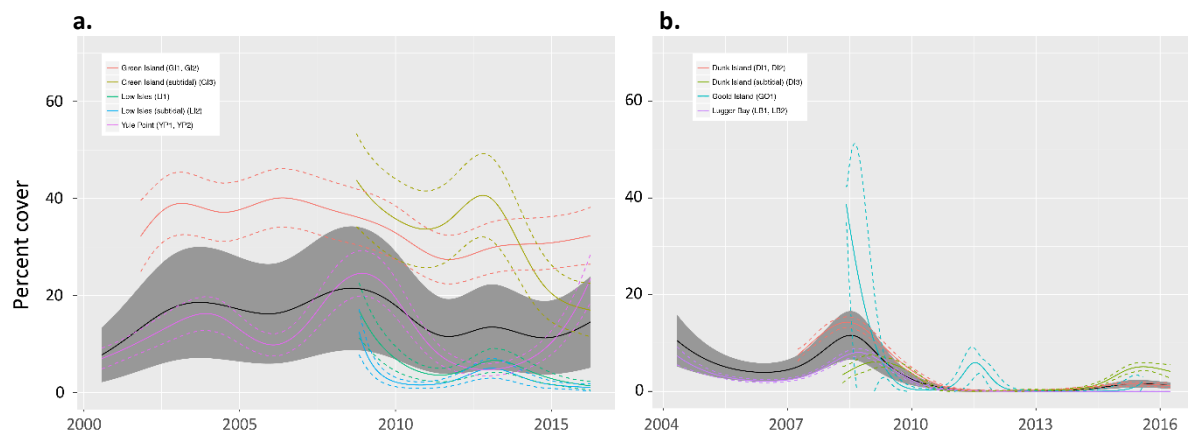 a.
Green Island (GI1, GI2)
Green Island (subtidal) (GI3)
Low Isles (LI1)
Low Isles (subtidal) (LI2)
Yule Point (YP1, YP2)
Percent cover
60
40
20
0
2000
2005
2010
2015
b.
Dunk Island (DI1, DI2)
Dunk Island (subtidal) (DI3)
Goold Island (GO1)
Lugger Bay (LB1, LB2)
60
40
20
0
2004
2007
2010
2013
2016